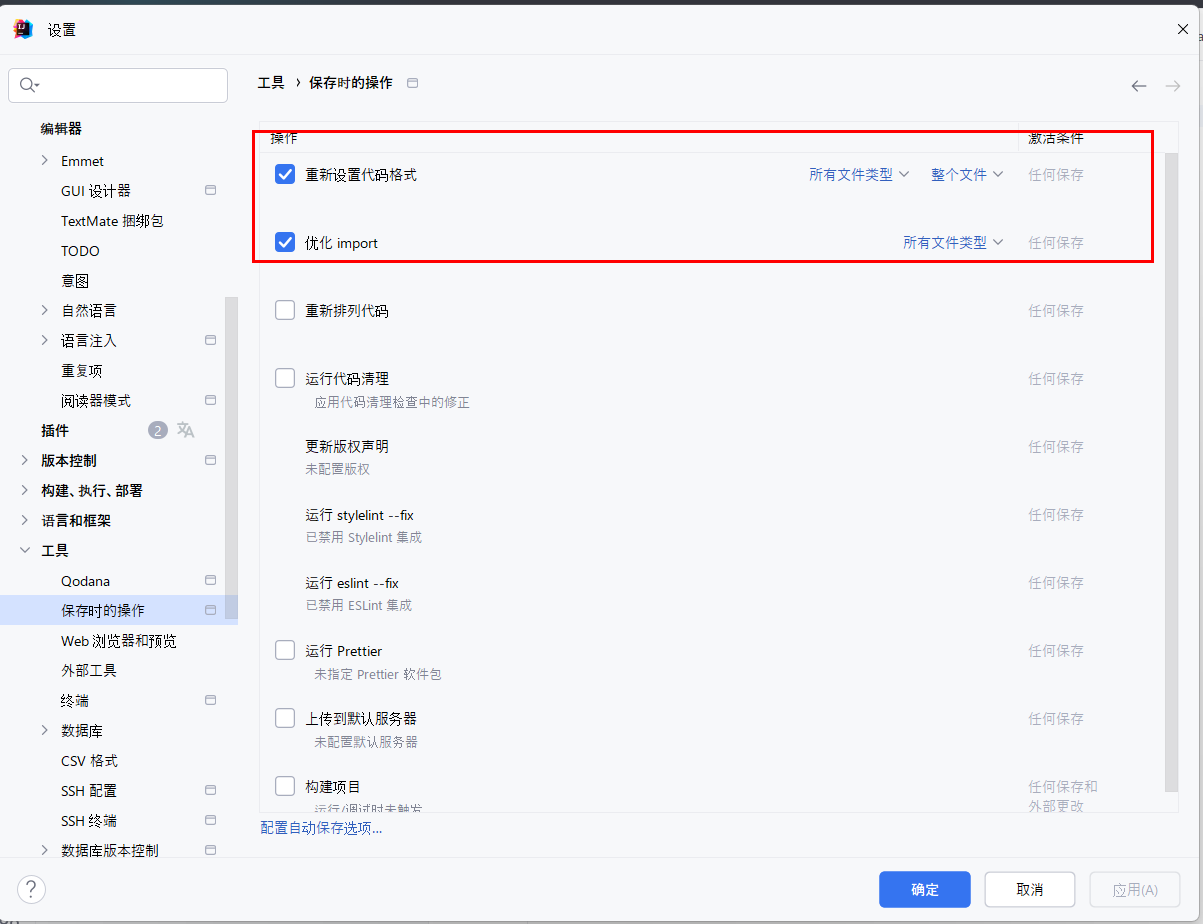 设置
工具 › 保存时的操作
编辑器
Emmet
GUI 设计器
TextMate 捆绑包
TODO
意图
自然语言
语言注入
重复项
阅读器模式
插件 2
版本控制
构建、执行、部署
语言和框架
工具
Qodana
保存时的操作
Web 浏览器和预览
外部工具
终端
数据库
CSV 格式
SSH 配置
SSH 终端
数据库版本控制
操作 激活条件
重新设置代码格式 所有文件类型 整个文件 任何保存
优化 import 所有文件类型 任何保存
重新排列代码 任何保存
运行代码清理 任何保存
应用代码清理检查中的修正
更新版权声明 任何保存
未配置版权
运行 stylelint --fix 任何保存
已禁用 Stylelint 集成
运行 eslint --fix 任何保存
已禁用 ESLint 集成
运行 Prettier 任何保存
未指定 Prettier 软件包
上传到默认服务器 任何保存
未配置默认服务器
构建项目 任何保存和
运行/调试时未触发 外部更改
配置自动保存选项...
? 确定 取消 应用(A)